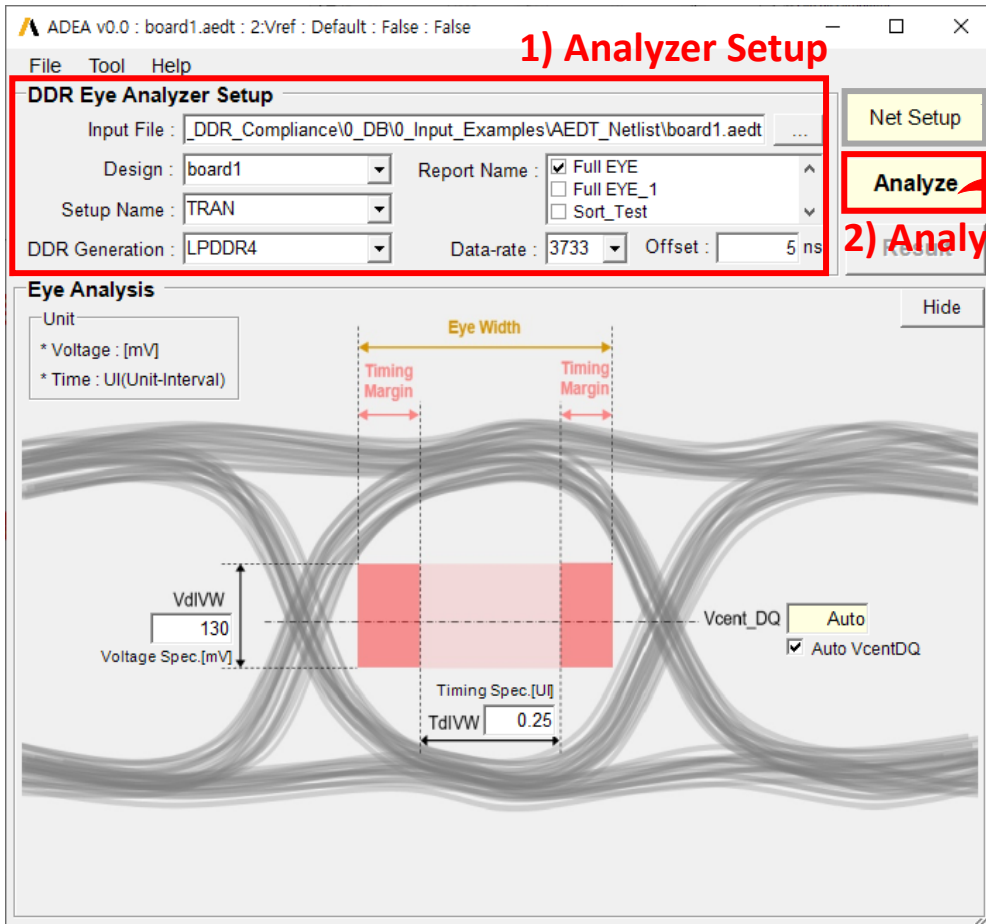 ADEA v0.0 : board1.aedt : 2:Vref : Default : False : False
1) Analyzer Setup
File Tool Help
DDR Eye Analyzer Setup
Input File : _DDR_Compliance\0_DB\0_Input_Examples\AEDT_Netlist\board1.aedt ...
Net Setup
Design : board1
Report Name : Full EYE
Full EYE_1
Sort_Test
Analyze
Setup Name : TRAN
DDR Generation : LPDDR4
Data-rate : 3733 Offset : 5 ns
2) Analy
Result
Eye Analysis
Hide
Unit
* Voltage : [mV]
* Time : UI(Unit-Interval)
Eye Width
Timing Margin
Timing Margin
VdIVW
130
Voltage Spec.[mV]
Vcent_DQ Auto
Auto VcentDQ
Timing Spec.[UI]
TdIVW 0.25